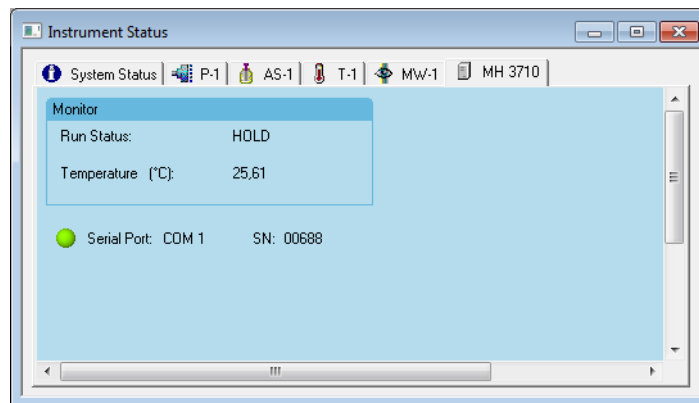 Instrument Status
System Status P-1 AS-1 T-1 MW-1 MH 3710
Monitor
Run Status: HOLD
Temperature (°C): 25,61
Serial Port: COM 1 SN: 00688